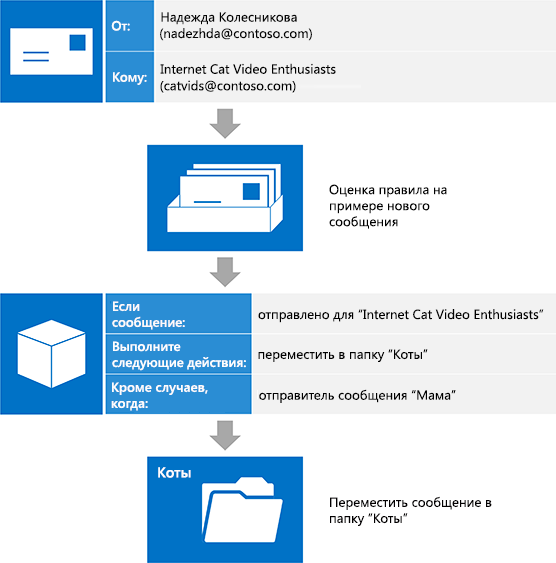 От:
Надежда Колесникова
(nadezhda@contoso.com)
Кому:
Internet Cat Video Enthusiasts
(catvids@contoso.com)
Оценка правила на
примере нового
сообщения
Если
сообщение:
отправлено для “Internet Cat Video Enthusiasts”
Выполните
следующие действия:
переместить в папку “Коты”
Кроме случаев,
когда:
отправитель сообщения “Мама”
Коты
Переместить сообщение в
папку “Коты”